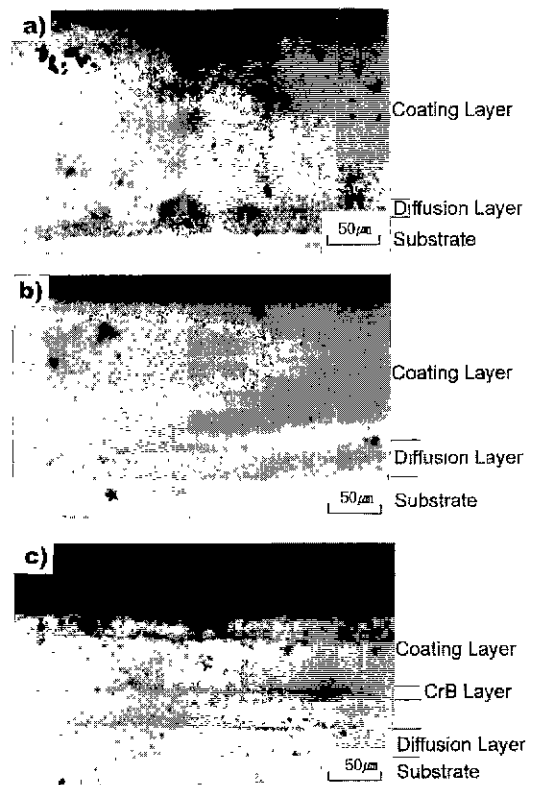 a)
Coating Layer
Diffusion Layer
50㎛
Substrate
b)
Coating Layer
Diffusion Layer
50㎛
Substrate
c)
Coating Layer
CrB Layer
Diffusion Layer
50㎛
Substrate